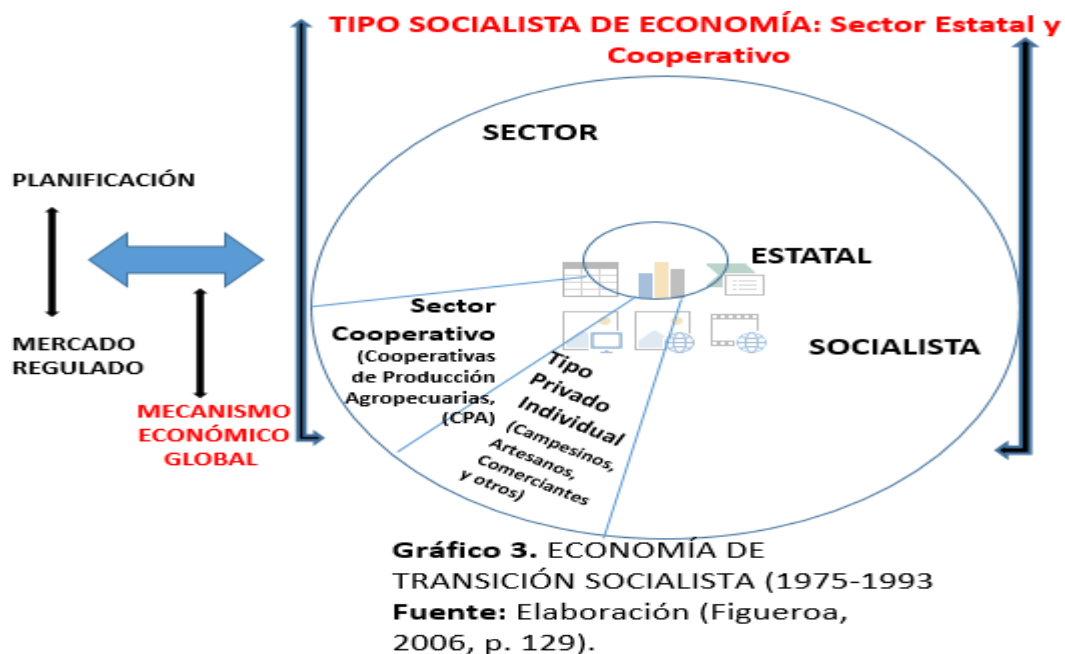 TIPO SOCIALISTA DE ECONOMÍA: Sector Estatal y
Cooperativo
SECTOR
PLANIFICACIÓN
ESTATAL
MERCADO
REGULADO
SOCIALISTA
MECANISMO
ECONÓMICO
GLOBAL
Sector
Cooperativo
(Cooperativas
de Producción
Agropecuarias,
(CPA)
Tipo
Privado
Individual
(Campesinos,
Artesanos,
Comerciantes
y otros)
Gráfico 3. ECONOMÍA DE
TRANSICIÓN SOCIALISTA (1975-1993
Fuente: Elaboración (Figueroa,
2006, p. 129).